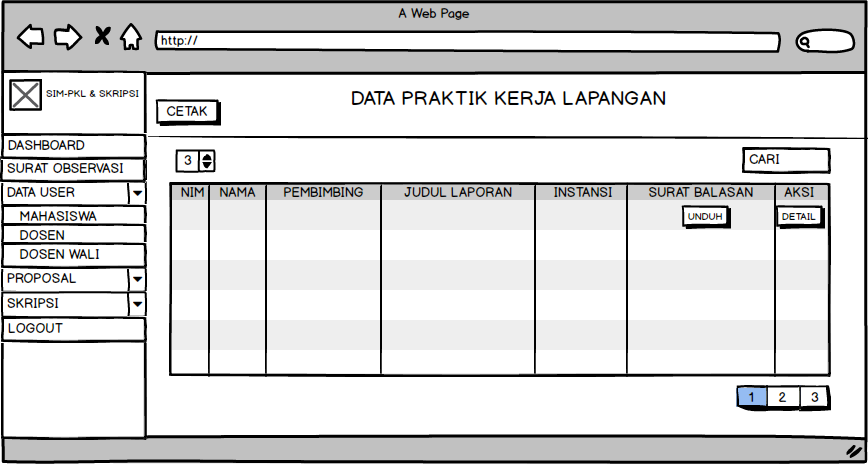 A Web Page
http://
SIM-PKL & SKRIPSI
CETAK
DATA PRAKTIK KERJA LAPANGAN
DASHBOARD
SURAT OBSERVASI
DATA USER
MAHASISWA
DOSEN
DOSEN WALI
PROPOSAL
SKRIPSI
LOGOUT
3
CARI
NIM NAMA PEMBIMBING JUDUL LAPORAN INSTANSI SURAT BALASAN AKSI
UNDUH DETAIL
1 2 3